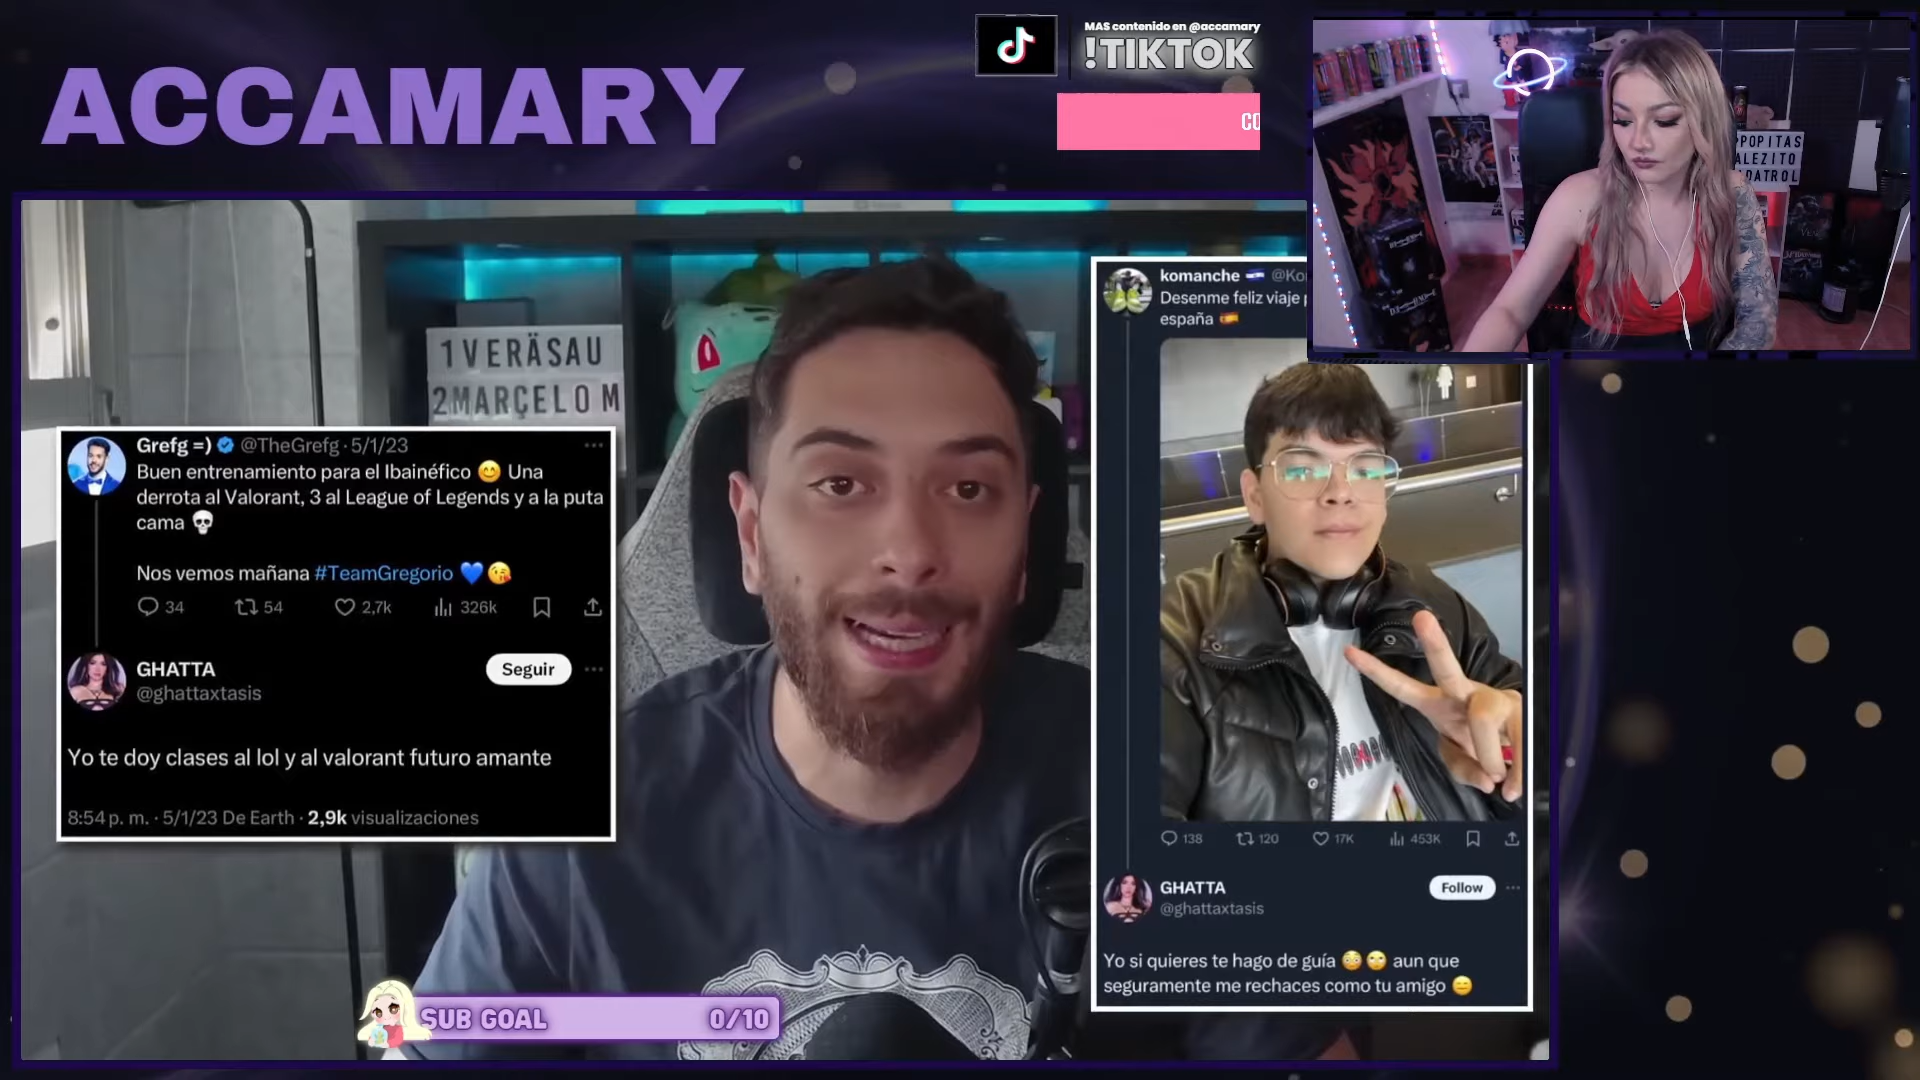 ACCAMARY
MAS contenido en @accamary
!TIKTOK
CO
POPITAS
ALEZITO
DATROL
1VERÄSAU
2MARÇELO M
Grefg =) @TheGrefg · 5/1/23
Buen entrenamiento para el Ibainéfico 😊 Una
derrota al Valorant, 3 al League of Legends y a la puta
cama 💀
Nos vemos mañana #TeamGregorio 💙😘
34 54 2,7k 326k
GHATTA
Seguir
@ghattaxtasis
Yo te doy clases al lol y al valorant futuro amante
8:54 p. m. · 5/1/23 De Earth · 2,9k visualizaciones
komanche 🇸🇻 @Ko
Desenme feliz viaje p
españa 🇪🇸
138 120 17K 453K
GHATTA
Follow
@ghattaxtasis
Yo si quieres te hago de guía 😳🙄 aun que
seguramente me rechaces como tu amigo 😑
SUB GOAL 0/10